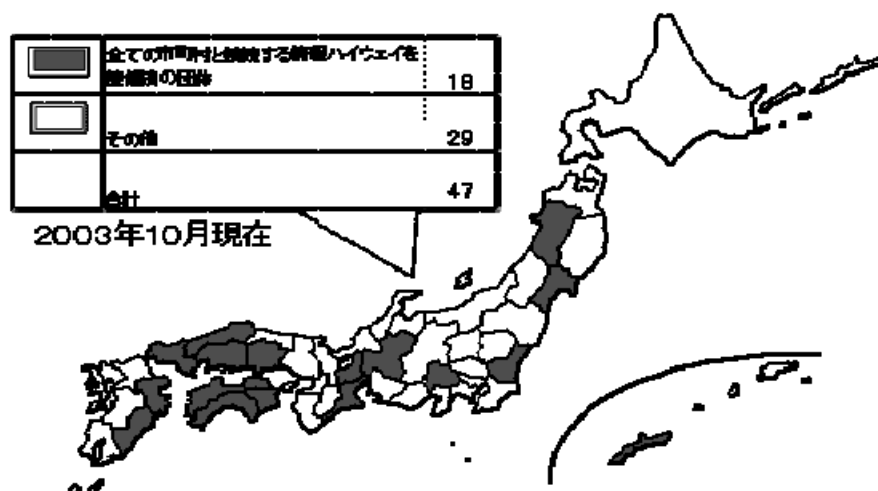 全ての市町村と接続する情報ハイウェイを
整備済の団体 18
その他 29
合計 47
2003年10月現在